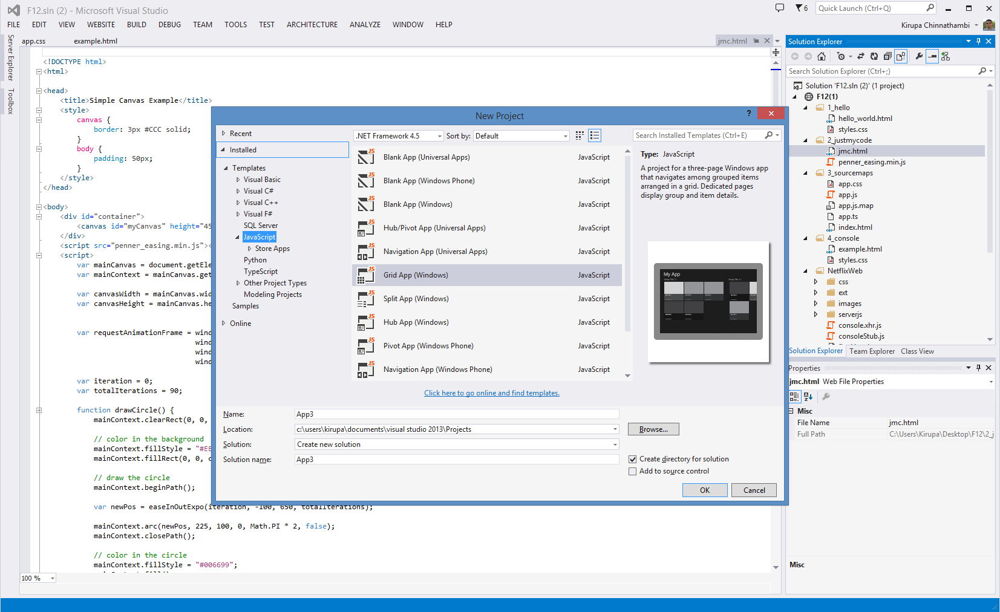 F12.sln (2) - Microsoft Visual Studio
6
Quick Launch (Ctrl+Q)
FILE EDIT VIEW WEBSITE BUILD DEBUG TEAM TOOLS TEST ARCHITECTURE ANALYZE WINDOW HELP
Kirupa Chinnathambi
Server Explorer
Toolbox
app.css example.html jmc.html
<!DOCTYPE html>
<html>
<head>
<title>Simple Canvas Example</title>
<style>
canvas {
border: 3px #CCC solid;
}
body {
padding: 50px;
}
</style>
</head>
<body>
<div id="container">
<canvas id="myCanvas" height="45
</div>
<script src="penner_easing.min.js"><
<script>
var mainCanvas = document.getEle
var mainContext = mainCanvas.get
var canvasWidth = mainCanvas.wid
var canvasHeight = mainCanvas.he
var requestAnimationFrame = wind
wind
wind
wind
var iteration = 0;
var totalIterations = 90;
function drawCircle() {
mainContext.clearRect(0, 0,
// color in the background
mainContext.fillStyle = "#EE
mainContext.fillRect(0, 0, c
// draw the circle
mainContext.beginPath();
var newPos = easeInOutExpo(iteration, -100, 650, totalIterations);
mainContext.arc(newPos, 225, 100, 0, Math.PI * 2, false);
mainContext.closePath();
// color in the circle
mainContext.fillStyle = "#006699";
100 %
New Project
?
Recent
Installed
Templates
Visual Basic
Visual C#
Visual C++
Visual F#
SQL Server
JavaScript
Store Apps
Python
TypeScript
Other Project Types
Modeling Projects
Samples
Online
.NET Framework 4.5 Sort by: Default
Search Installed Templates (Ctrl+E)
JS Blank App (Universal Apps) JavaScript
JS Blank App (Windows Phone) JavaScript
JS Blank App (Windows) JavaScript
JS Hub/Pivot App (Universal Apps) JavaScript
JS Navigation App (Universal Apps) JavaScript
JS Grid App (Windows) JavaScript
JS Split App (Windows) JavaScript
JS Hub App (Windows) JavaScript
JS Pivot App (Windows Phone) JavaScript
JS Navigation App (Windows Phone) JavaScript
Click here to go online and find templates.
Type: JavaScript
A project for a three-page Windows app
that navigates among grouped items
arranged in a grid. Dedicated pages
display group and item details.
My App
Name: App3
Location: c:\users\kirupa\documents\visual studio 2013\Projects
Browse...
Solution: Create new solution
Solution name: App3
Create directory for solution
Add to source control
OK Cancel
Solution Explorer
Search Solution Explorer (Ctrl+;)
Solution 'F12.sln (2)' (1 project)
F12(1)
1_hello
hello_world.html
styles.css
2_justmycode
jmc.html
penner_easing.min.js
3_sourcemaps
app.css
app.js
app.js.map
app.ts
index.html
4_console
example.html
styles.css
NetflixWeb
css
ext
images
serverjs
console.xhr.js
consoleStub.js
Solution Explorer Team Explorer Class View
Properties
jmc.html Web File Properties
Misc
File Name jmc.html
Full Path C:\Users\Kirupa\Desktop\F12\2_j
Misc